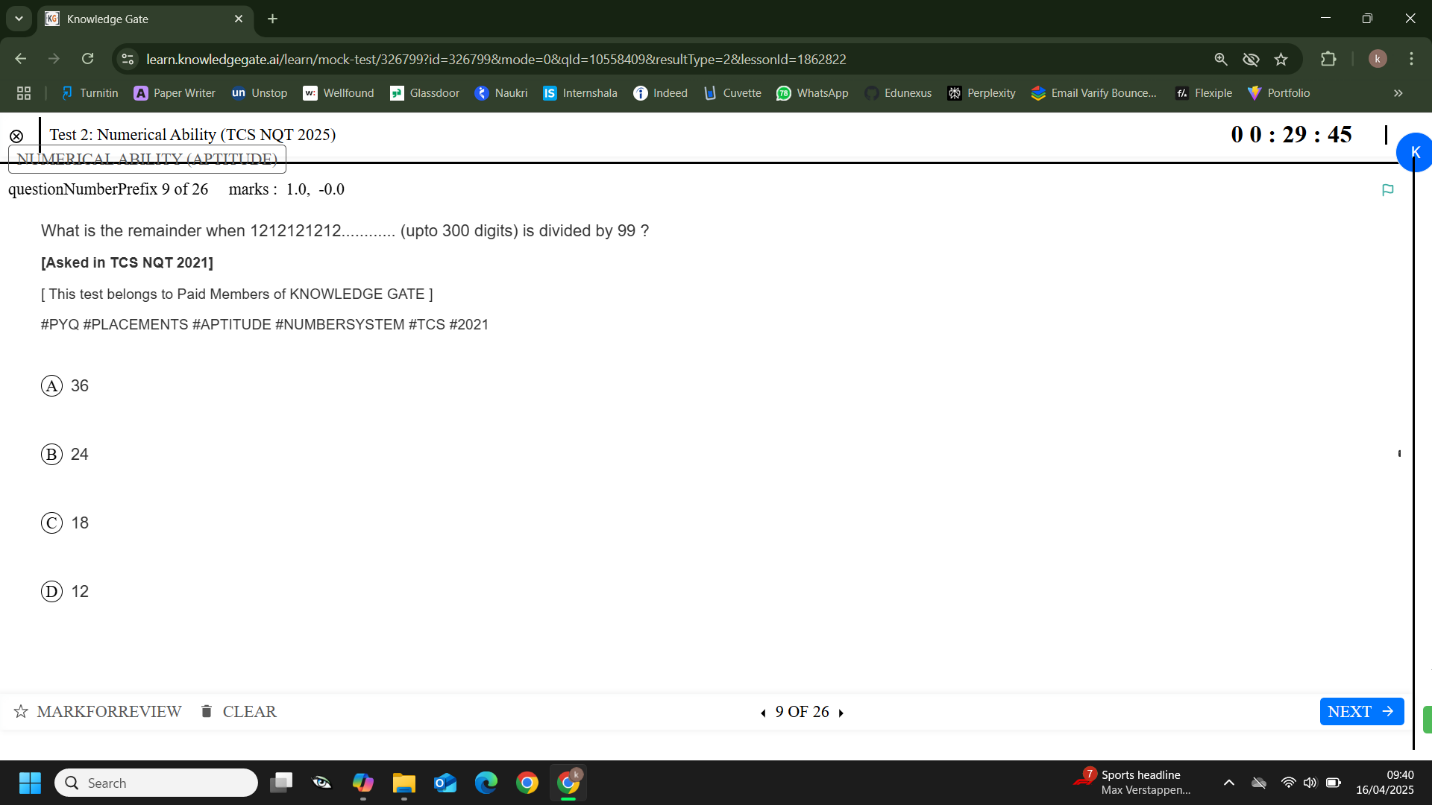 Knowledge Gate
learn.knowledgegate.ai/learn/mock-test/326799?id=326799&mode=0&qId=10558409&resultType=2&lessonId=1862822
k
Turnitin
A Paper Writer
un Unstop
w: Wellfound
Glassdoor
Naukri
IS Internshala
Indeed
Cuvette
WhatsApp
Edunexus
Perplexity
Email Varify Bounce...
f/. Flexiple
Portfolio
»
Test 2: Numerical Ability (TCS NQT 2025)
00:29:45
K
NUMERICAL ABILITY (APTITUDE)
questionNumberPrefix 9 of 26 marks : 1.0, -0.0
What is the remainder when 1212121212............ (upto 300 digits) is divided by 99 ?
[Asked in TCS NQT 2021]
[ This test belongs to Paid Members of KNOWLEDGE GATE ]
#PYQ #PLACEMENTS #APTITUDE #NUMBERSYSTEM #TCS #2021
A 36
B 24
C 18
D 12
MARKFORREVIEW
CLEAR
9 OF 26
NEXT
Search
7
Sports headline
Max Verstappen...
09:40
16/04/2025